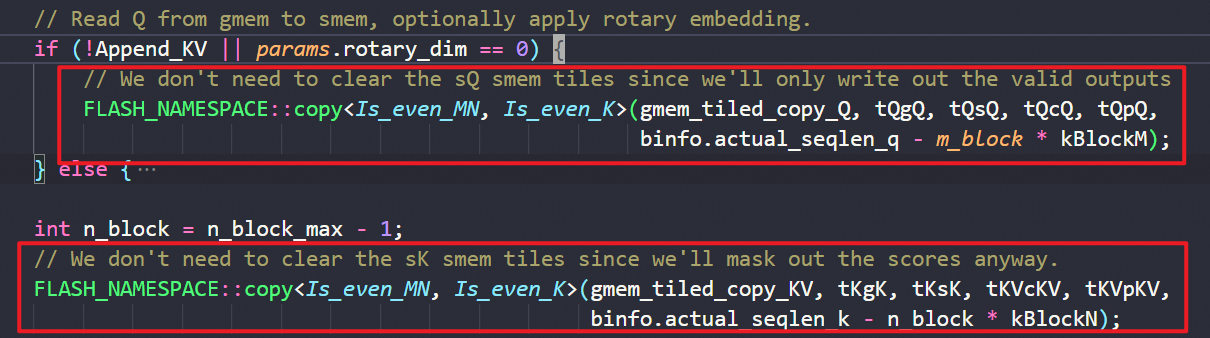 // Read Q from gmem to smem, optionally apply rotary embedding.
if (!Append_KV || params.rotary_dim == 0) {
// We don't need to clear the sQ smem tiles since we'll only write out the valid outputs
FLASH_NAMESPACE::copy<Is_even_MN, Is_even_K>(gmem_tiled_copy_Q, tQgQ, tQsQ, tQcQ, tQpQ,
binfo.actual_seqlen_q - m_block * kBlockM);
} else {⋯
int n_block = n_block_max - 1;
// We don't need to clear the sK smem tiles since we'll mask out the scores anyway.
FLASH_NAMESPACE::copy<Is_even_MN, Is_even_K>(gmem_tiled_copy_KV, tKgK, tKsK, tKVcKV, tKVpKV,
binfo.actual_seqlen_k - n_block * kBlockN);